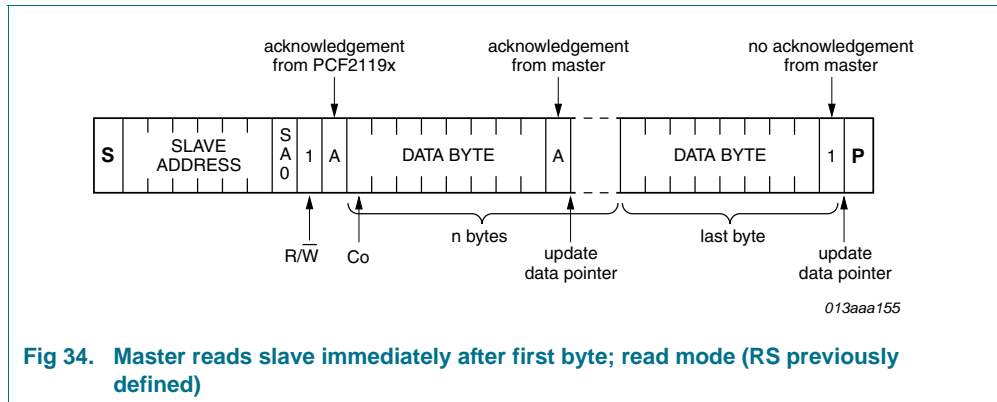 acknowledgement
from PCF2119x
acknowledgement
from master
no acknowledgement
from master
S
SLAVE
ADDRESS
S
A
0
1
A
DATA BYTE
A
DATA BYTE
1
P
R/W̅
Co
n bytes
update
data pointer
last byte
update
data pointer
013aaa155
Fig 34. Master reads slave immediately after first byte; read mode (RS previously
defined)